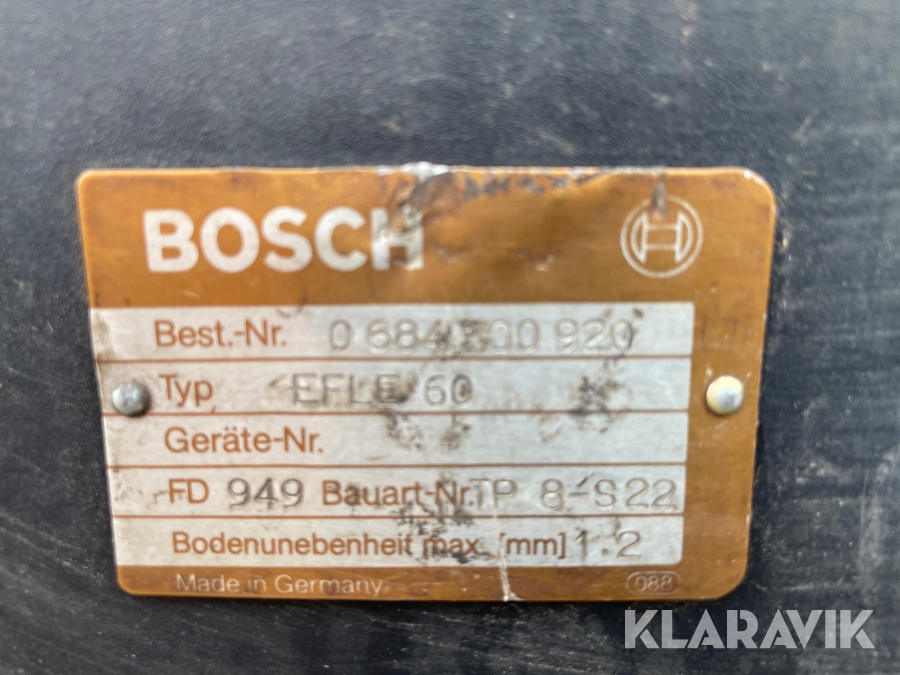 BOSCH
Best.-Nr. 0 684 100 920
Typ EFLE 60
Geräte-Nr.
FD 949 Bauart-Nr. TP 8-S22
Bodenunebenheit max. [mm] 1.2
Made in Germany 088
KLARAVIK